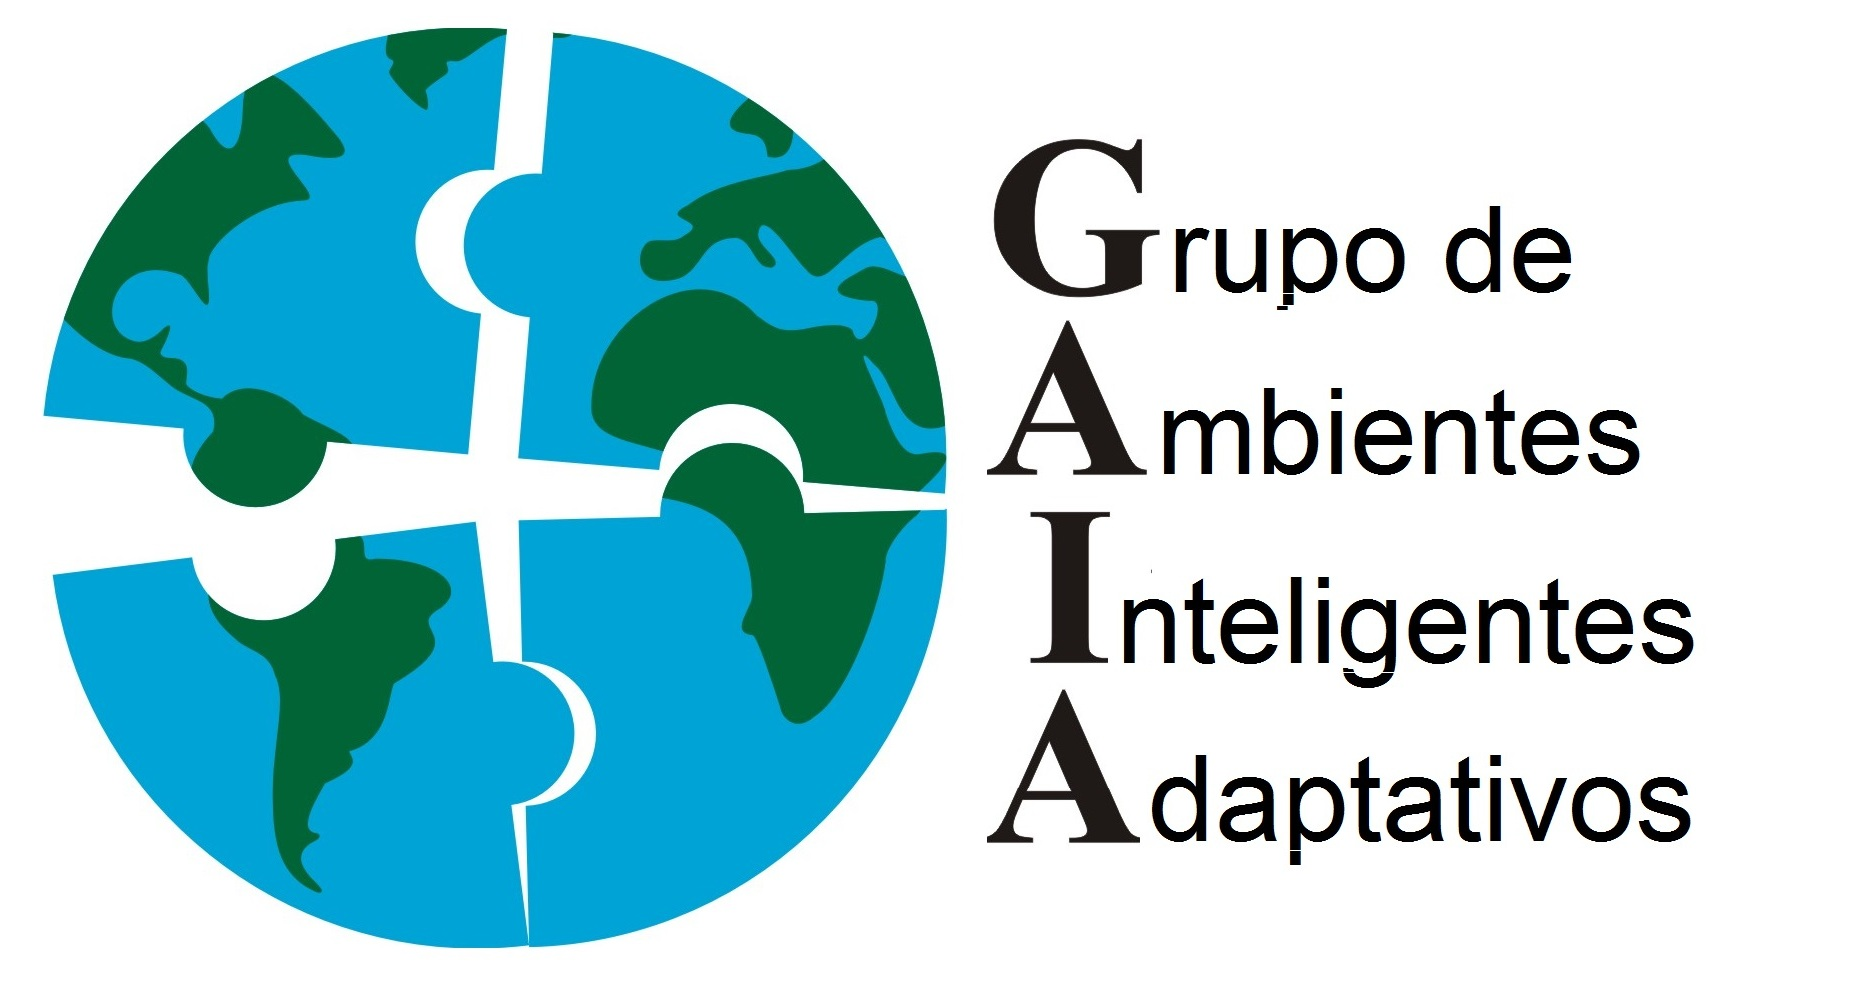 Grupo de
Ambientes
Inteligentes
Adaptativos